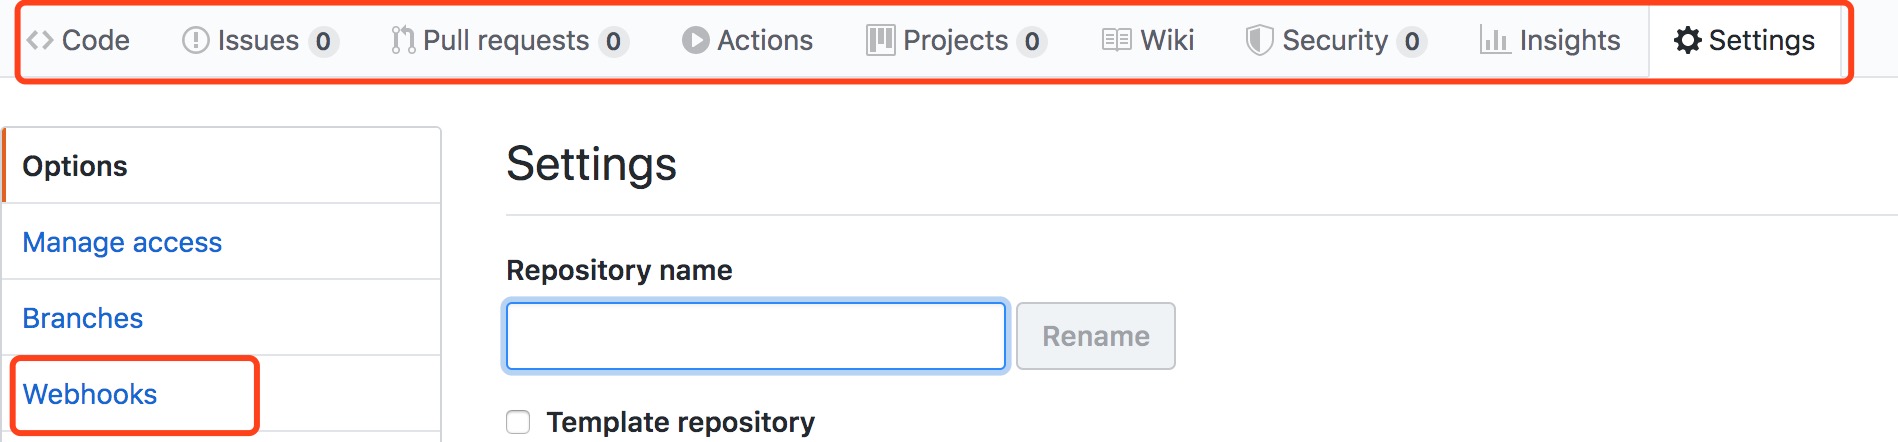 Code Issues 0 Pull requests 0 Actions Projects 0 Wiki Security 0 Insights Settings
Options
Manage access
Branches
Webhooks
Settings
Repository name
Rename
Template repository